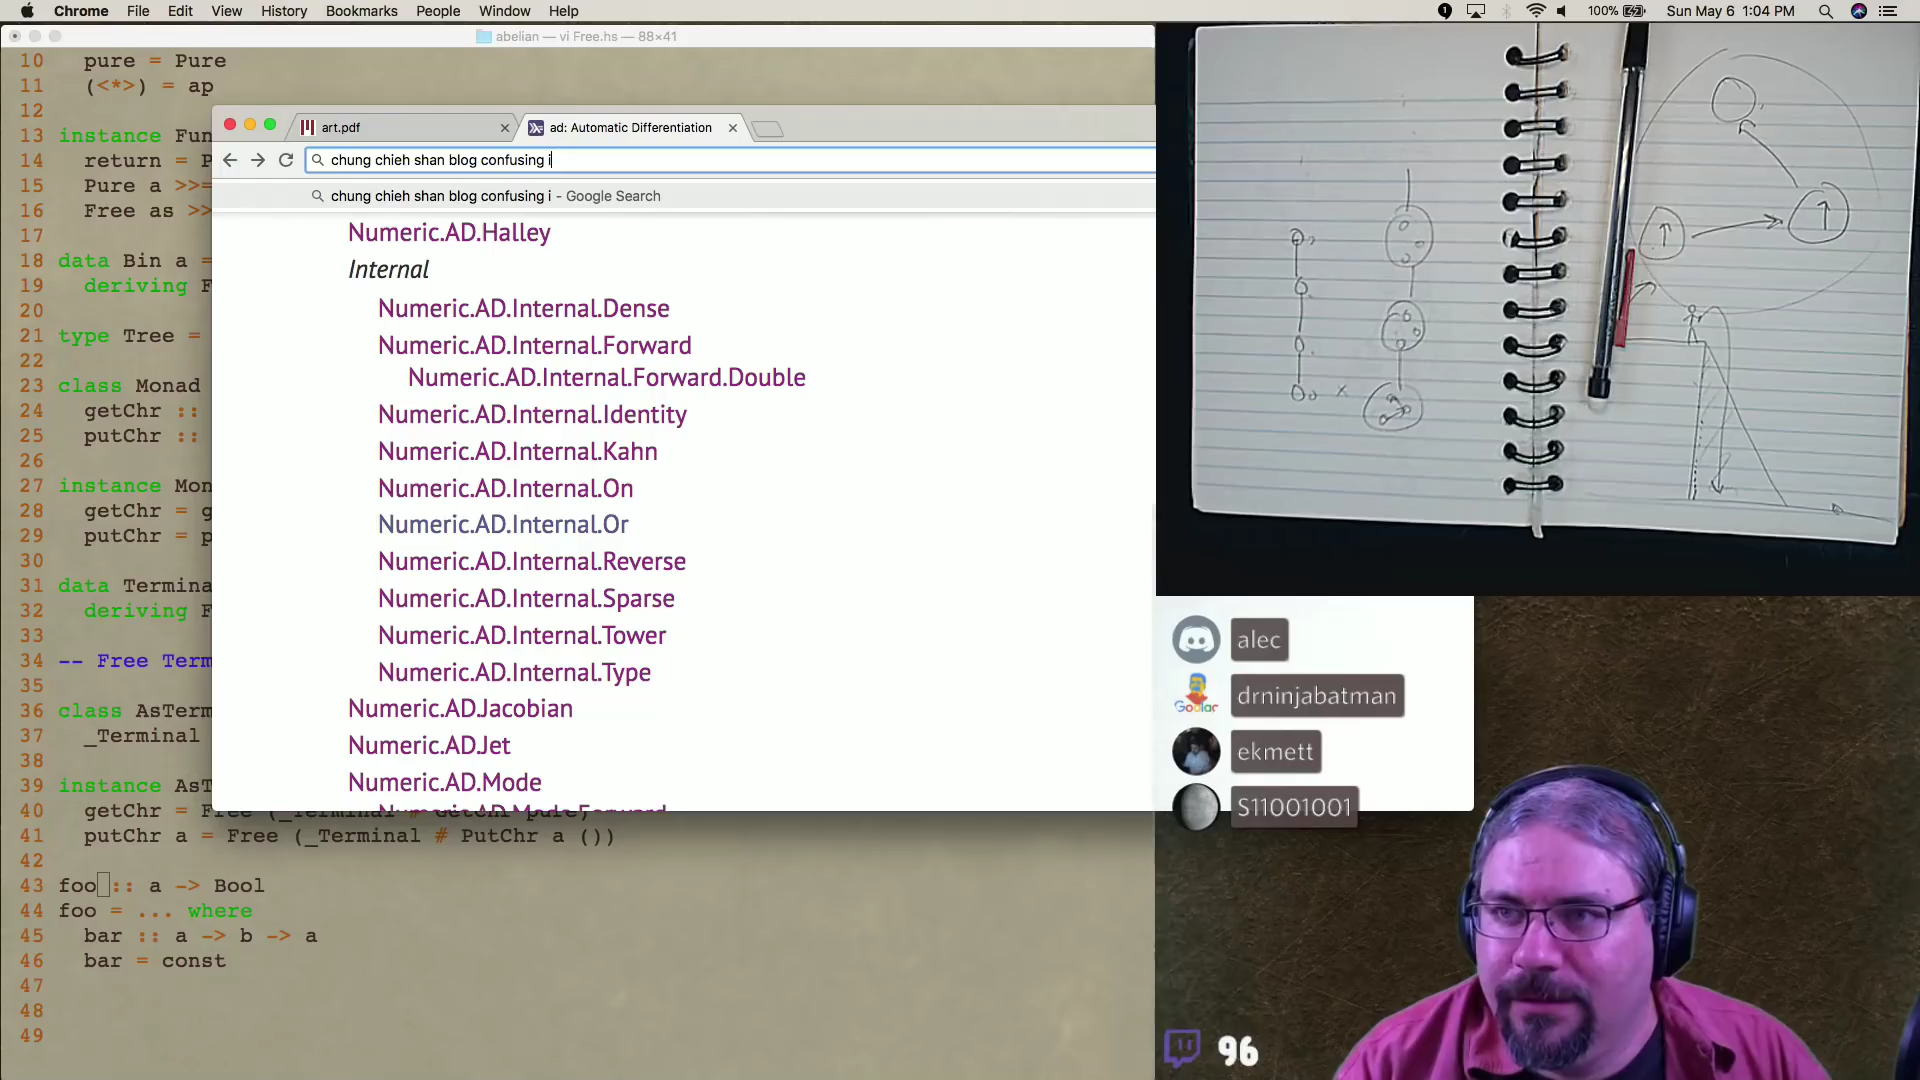 Chrome File Edit View History Bookmarks People Window Help
100% Sun May 6 1:04 PM
abelian — vi Free.hs — 88×41
10 pure = Pure
11 (<*>) = ap
12
13 instance Fun
14 return = P
15 Pure a >>=
16 Free as >>
17
18 data Bin a =
19 deriving F
20
21 type Tree =
22
23 class Monad
24 getChr ::
25 putChr ::
26
27 instance Mon
28 getChr = g
29 putChr = p
30
31 data Termina
32 deriving F
33
34 -- Free Term
35
36 class AsTerm
37 _Terminal
38
39 instance AsT
40 getChr = Free (_Terminal # GetChr pure)
41 putChr a = Free (_Terminal # PutChr a ())
42
43 foo :: a -> Bool
44 foo = ... where
45 bar :: a -> b -> a
46 bar = const
47
48
49
art.pdf
ad: Automatic Differentiation
chung chieh shan blog confusing i
chung chieh shan blog confusing i - Google Search
Numeric.AD.Halley
Internal
Numeric.AD.Internal.Dense
Numeric.AD.Internal.Forward
Numeric.AD.Internal.Forward.Double
Numeric.AD.Internal.Identity
Numeric.AD.Internal.Kahn
Numeric.AD.Internal.On
Numeric.AD.Internal.Or
Numeric.AD.Internal.Reverse
Numeric.AD.Internal.Sparse
Numeric.AD.Internal.Tower
Numeric.AD.Internal.Type
Numeric.AD.Jacobian
Numeric.AD.Jet
Numeric.AD.Mode
Numeric.AD.Mode.Forward
alec
drninjabatman
ekmett
S11001001
96